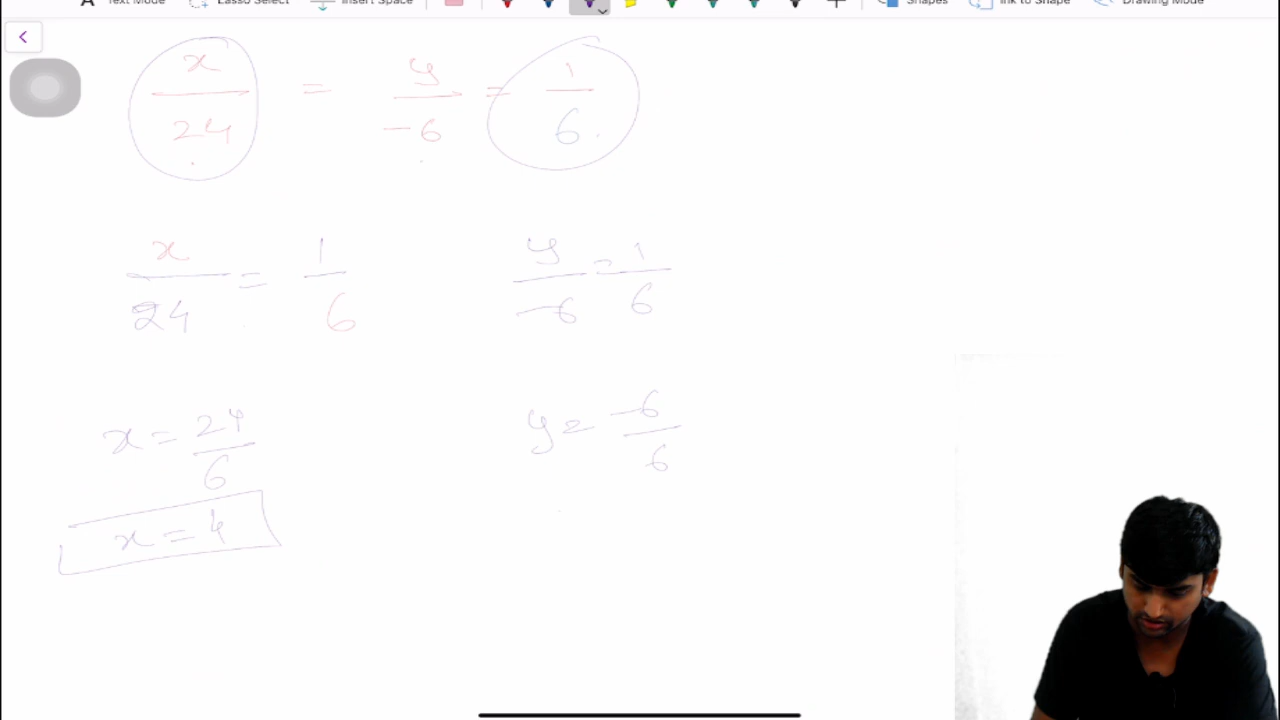 Text Mode Lasso Select Insert Space Shapes Ink to Shape Drawing Mode
x/24 = y/-6 = 1/6
x/24 = 1/6
y/-6 = 1/6
x = 24/6
y = -6/6
x = 4